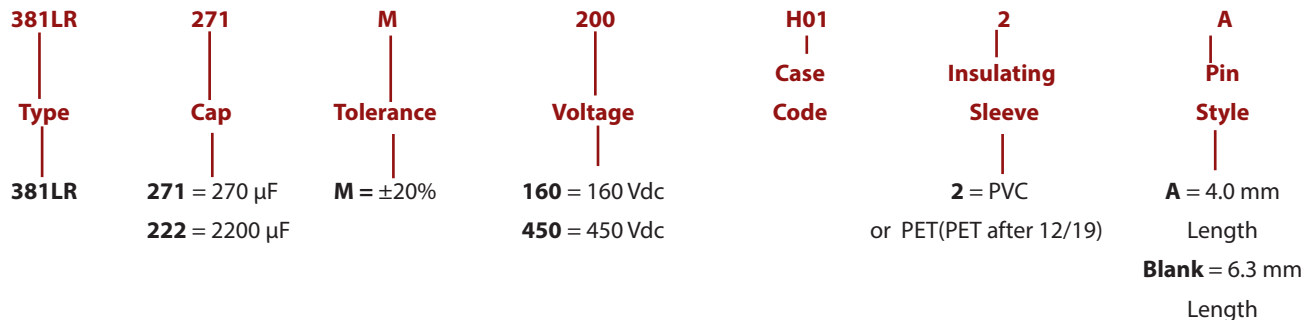 381LR 271 M 200 H01 2 A
Case Insulating Pin
Type Cap Tolerance Voltage Code Sleeve Style
381LR 271 = 270 µF M = ±20% 160 = 160 Vdc 2 = PVC A = 4.0 mm
222 = 2200 µF 450 = 450 Vdc or PET(PET after 12/19) Length
Blank = 6.3 mm
Length